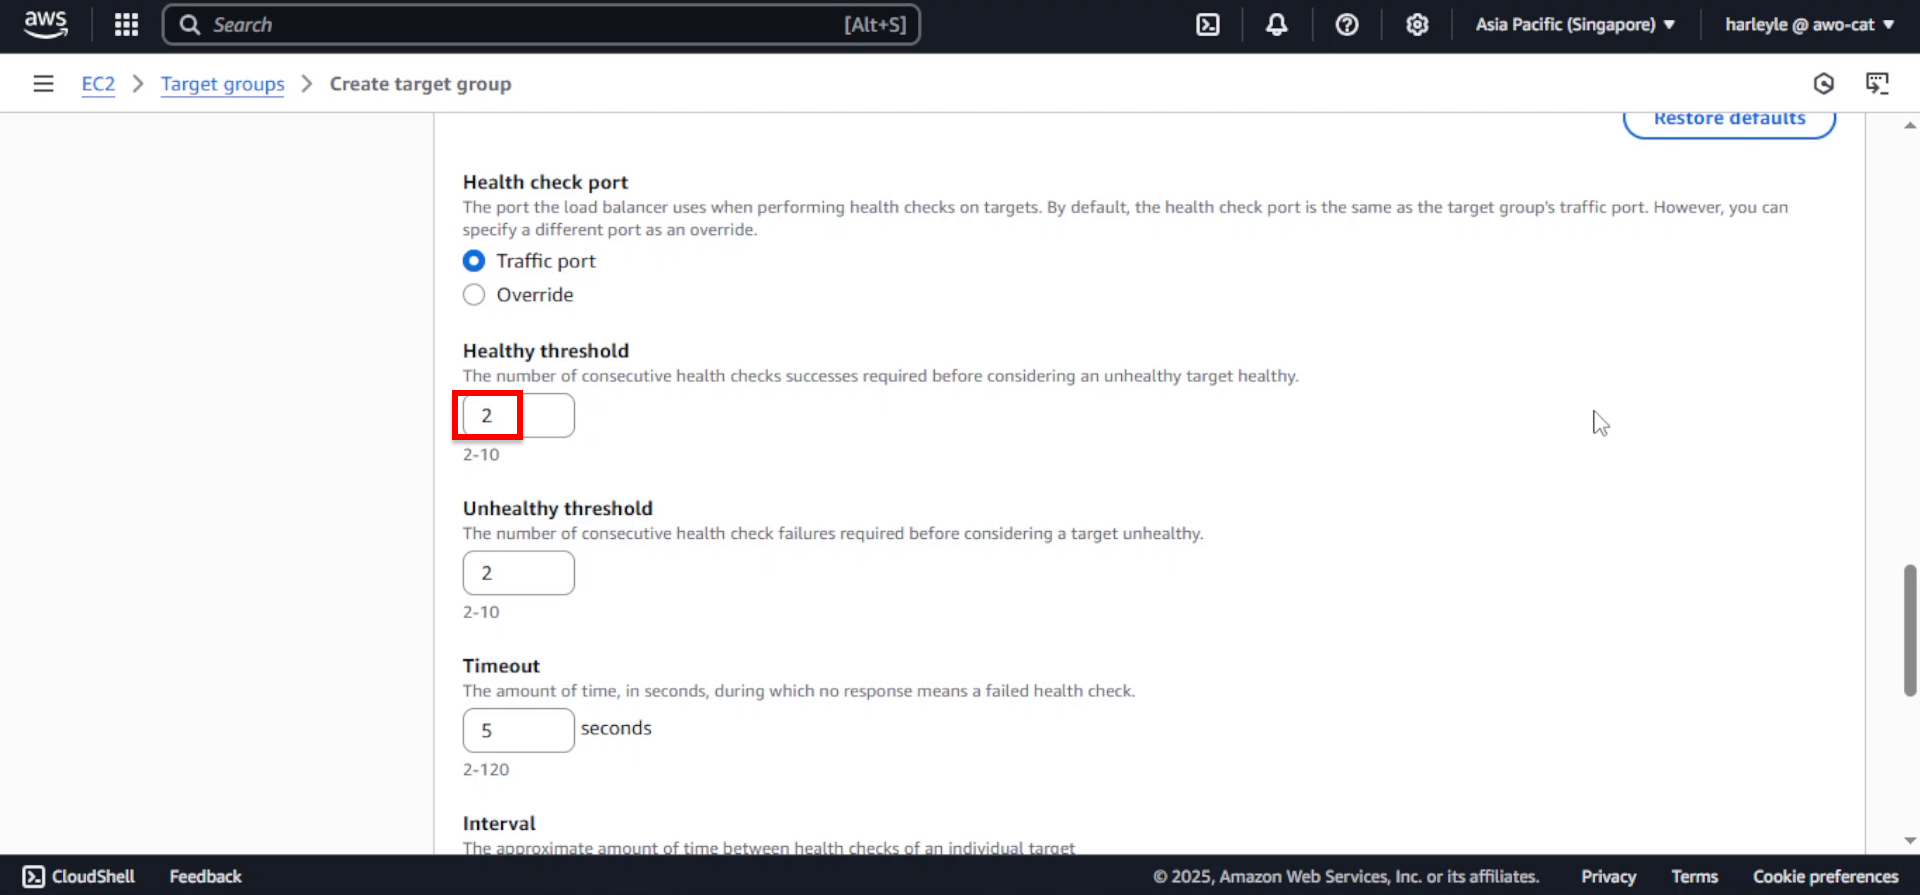 aws
Search
[Alt+S]
Asia Pacific (Singapore)
harleyle @ awo-cat
EC2
Target groups
Create target group
Restore defaults
Health check port
The port the load balancer uses when performing health checks on targets. By default, the health check port is the same as the target group's traffic port. However, you can
specify a different port as an override.
Traffic port
Override
Healthy threshold
The number of consecutive health checks successes required before considering an unhealthy target healthy.
2
2-10
Unhealthy threshold
The number of consecutive health check failures required before considering a target unhealthy.
2
2-10
Timeout
The amount of time, in seconds, during which no response means a failed health check.
5 seconds
2-120
Interval
The approximate amount of time between health checks of an individual target
CloudShell
Feedback
© 2025, Amazon Web Services, Inc. or its affiliates.
Privacy
Terms
Cookie preferences